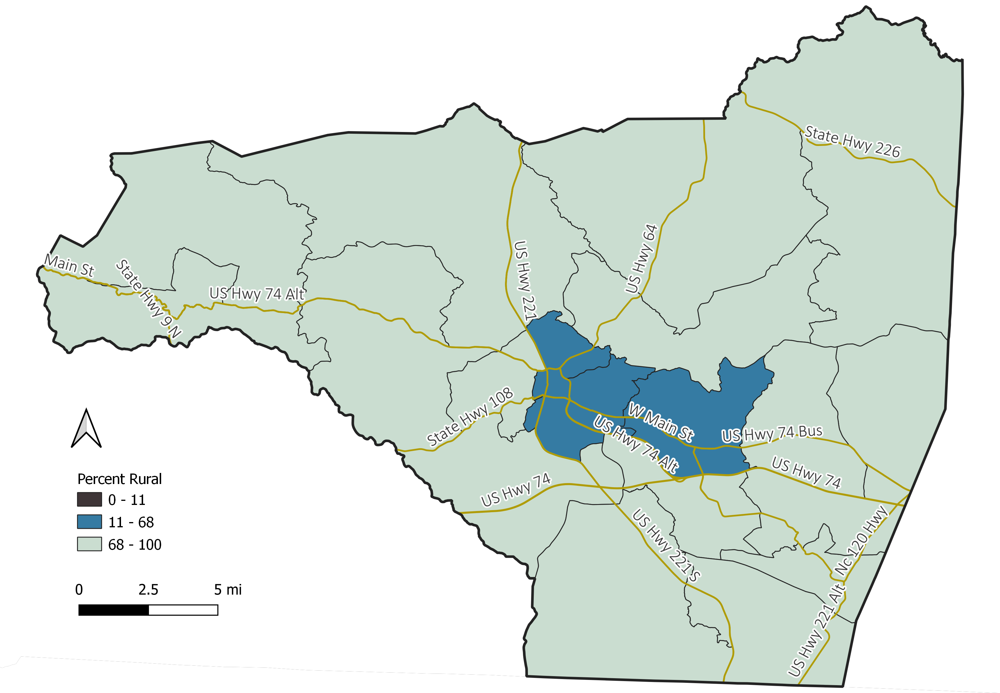 State Hwy 226
US Hwy 64
US Hwy 221
Main St
State Hwy 9 N
US Hwy 74 Alt
State Hwy 108
W Main St
US Hwy 74 Alt
US Hwy 74 Bus
US Hwy 74
US Hwy 74
US Hwy 221 S
Nc 120 Hwy
US Hwy 221 Alt
Percent Rural
0 - 11
11 - 68
68 - 100
0 2.5 5 mi